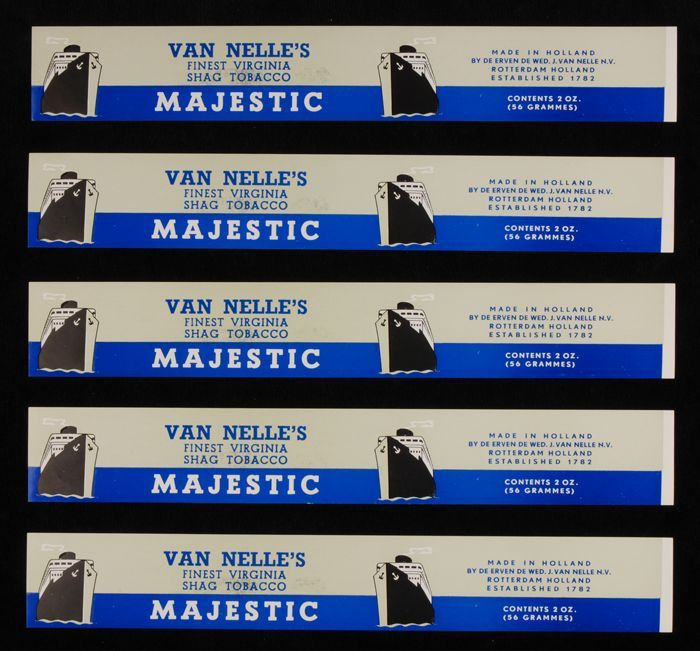 VAN NELLE'S
FINEST VIRGINIA
SHAG TOBACCO
MAJESTIC
MADE IN HOLLAND
BY DE ERVEN DE WED. J. VAN NELLE N.V.
ROTTERDAM HOLLAND
ESTABLISHED 1782
CONTENTS 2 OZ.
(56 GRAMMES)
VAN NELLE'S
FINEST VIRGINIA
SHAG TOBACCO
MAJESTIC
MADE IN HOLLAND
BY DE ERVEN DE WED. J. VAN NELLE N.V.
ROTTERDAM HOLLAND
ESTABLISHED 1782
CONTENTS 2 OZ.
(56 GRAMMES)
VAN NELLE'S
FINEST VIRGINIA
SHAG TOBACCO
MAJESTIC
MADE IN HOLLAND
BY DE ERVEN DE WED. J. VAN NELLE N.V.
ROTTERDAM HOLLAND
ESTABLISHED 1782
CONTENTS 2 OZ.
(56 GRAMMES)
VAN NELLE'S
FINEST VIRGINIA
SHAG TOBACCO
MAJESTIC
MADE IN HOLLAND
BY DE ERVEN DE WED. J. VAN NELLE N.V.
ROTTERDAM HOLLAND
ESTABLISHED 1782
CONTENTS 2 OZ.
(56 GRAMMES)
VAN NELLE'S
FINEST VIRGINIA
SHAG TOBACCO
MAJESTIC
MADE IN HOLLAND
BY DE ERVEN DE WED. J. VAN NELLE N.V.
ROTTERDAM HOLLAND
ESTABLISHED 1782
CONTENTS 2 OZ.
(56 GRAMMES)